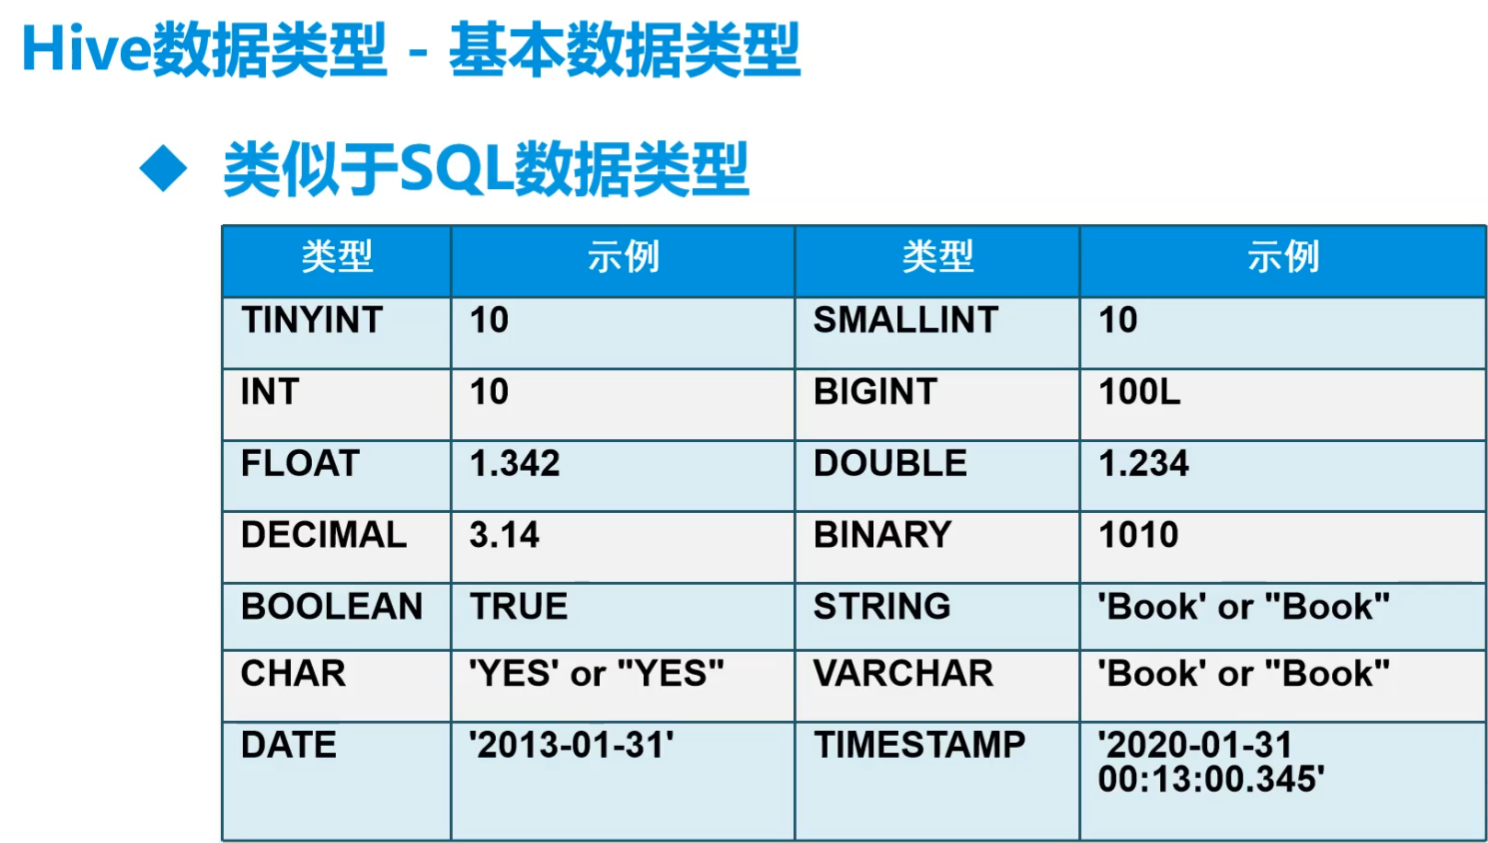 Hive数据类型 - 基本数据类型
◆ 类似于SQL数据类型
类型 示例 类型 示例
TINYINT 10 SMALLINT 10
INT 10 BIGINT 100L
FLOAT 1.342 DOUBLE 1.234
DECIMAL 3.14 BINARY 1010
BOOLEAN TRUE STRING 'Book' or "Book"
CHAR 'YES' or "YES" VARCHAR 'Book' or "Book"
DATE '2013-01-31' TIMESTAMP '2020-01-31
00:13:00.345'